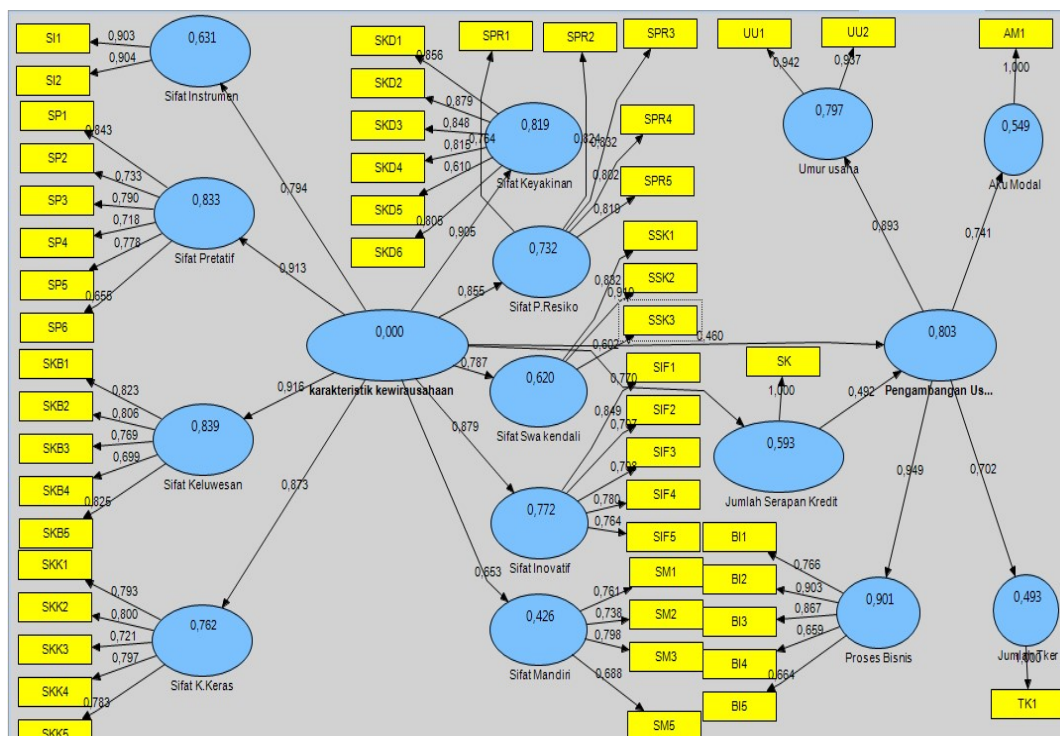 SI1
0,903
SI2
0,904
0,631
Sifat Instrumen
0,794
SP1
0,843
SP2
0,733
SP3
0,790
SP4
0,718
SP5
0,778
SP6
0,655
0,833
Sifat Pretatif
0,913
SKB1
0,823
SKB2
0,806
SKB3
0,769
SKB4
0,699
SKB5
0,825
0,839
Sifat Keluwesan
0,916
SKK1
0,793
SKK2
0,800
SKK3
0,721
SKK4
0,797
SKK5
0,783
0,762
Sifat K.Keras
0,873
0,000
karakteristik kewirausahaan
SKD1
0,856
SKD2
0,879
SKD3
0,848
SKD4
0,815
SKD5
0,610
SKD6
0,805
0,819
Sifat Keyakinan
0,905
SPR1
0,764
SPR2
0,824
SPR3
0,832
SPR4
0,802
SPR5
0,819
0,732
Sifat P.Resiko
0,855
SSK1
0,832
SSK2
0,910
SSK3
0,602
0,620
Sifat Swa kendali
0,787
SIF1
0,849
SIF2
SIF3
SIF4
0,780
SIF5
0,764
0,772
Sifat Inovatif
0,879
SM1
0,761
SM2
0,738
SM3
0,798
SM5
0,688
0,426
Sifat Mandiri
0,653
SK
1,000
0,593
Jumlah Serapan Kredit
0,770
0,492
0,460
UU1
0,942
UU2
0,937
0,797
Umur usaha
0,893
AM1
1,000
0,549
Aku Modal
0,741
0,803
Pengambangan Us...
BI1
0,766
BI2
0,903
BI3
0,867
BI4
0,659
BI5
0,664
0,901
Proses Bisnis
0,949
0,702
0,493
Jumlah Tker
1,000
TK1